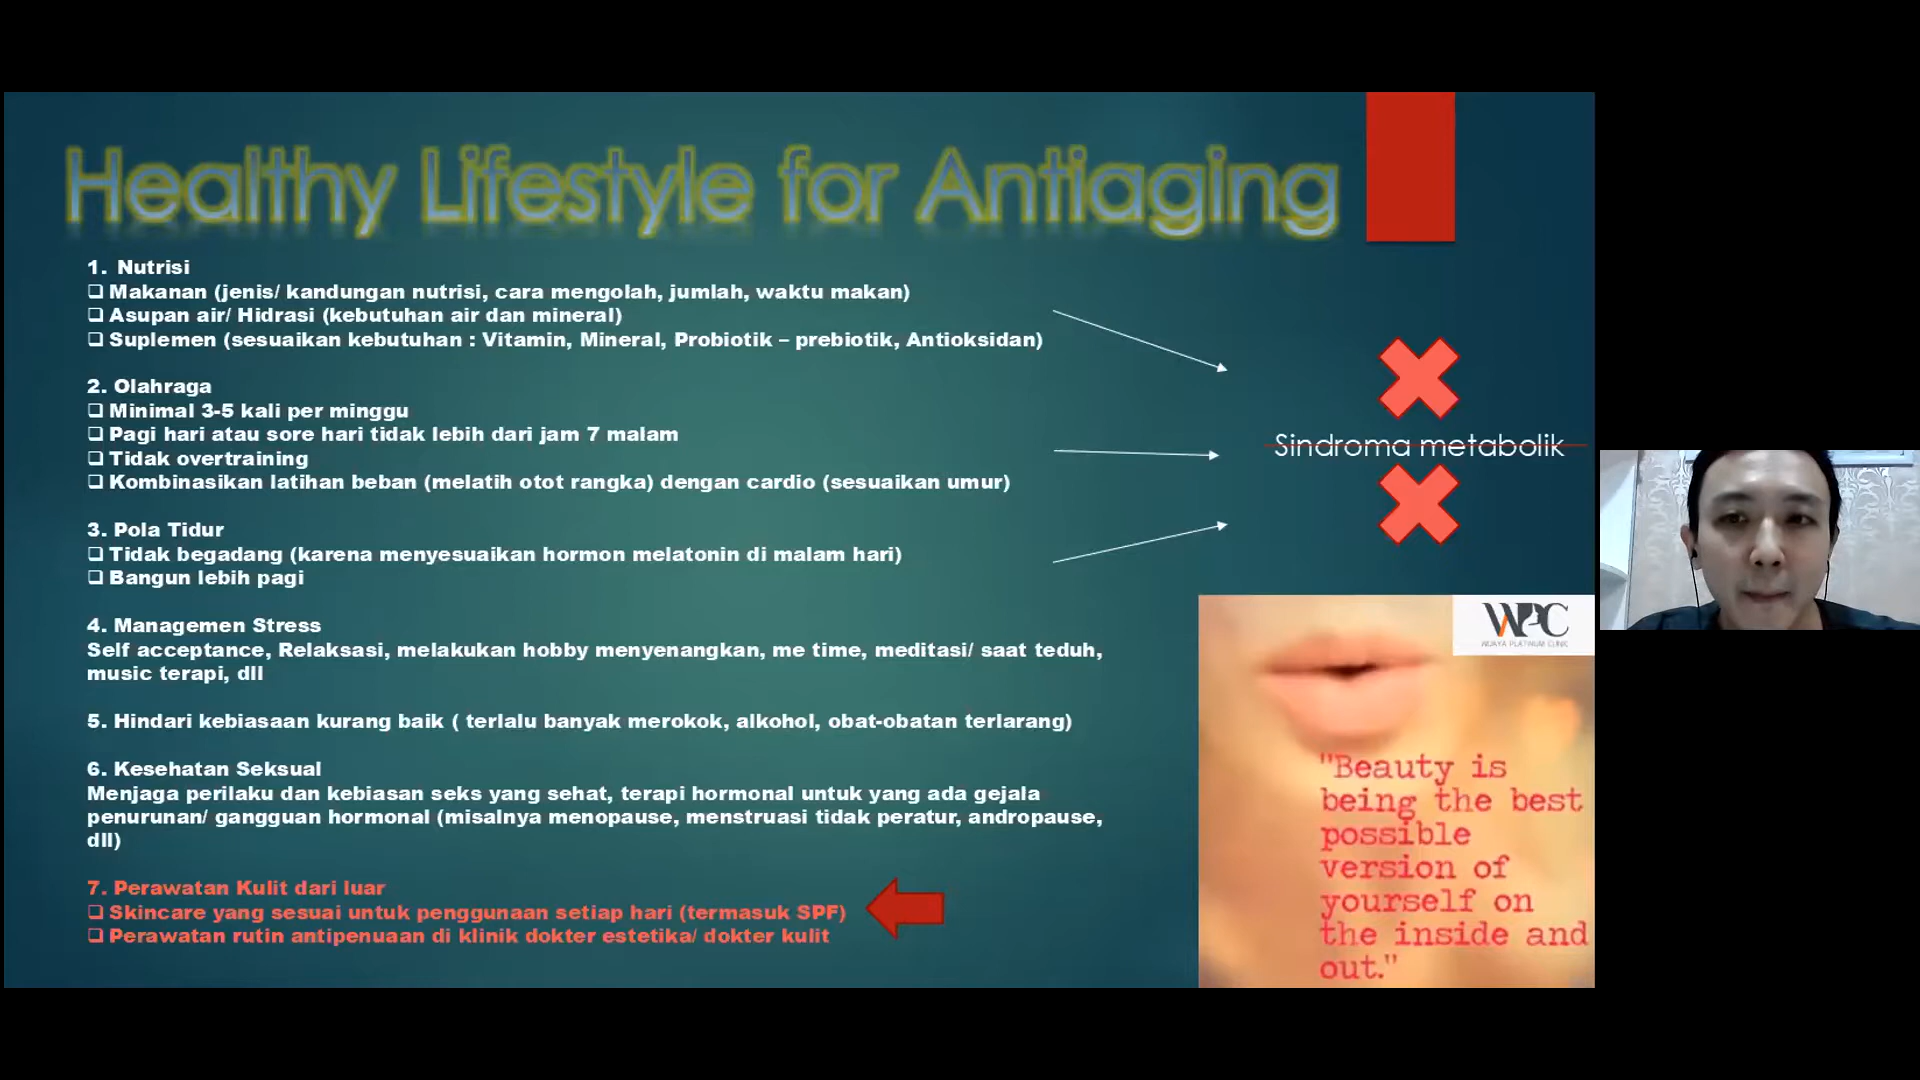 Healthy Lifestyle for Antiaging
1. Nutrisi
❑ Makanan (jenis/ kandungan nutrisi, cara mengolah, jumlah, waktu makan)
❑ Asupan air/ Hidrasi (kebutuhan air dan mineral)
❑ Suplemen (sesuaikan kebutuhan : Vitamin, Mineral, Probiotik – prebiotik, Antioksidan)
2. Olahraga
❑ Minimal 3-5 kali per minggu
❑ Pagi hari atau sore hari tidak lebih dari jam 7 malam
❑ Tidak overtraining
❑ Kombinasikan latihan beban (melatih otot rangka) dengan cardio (sesuaikan umur)
3. Pola Tidur
❑ Tidak begadang (karena menyesuaikan hormon melatonin di malam hari)
❑ Bangun lebih pagi
4. Managemen Stress
Self acceptance, Relaksasi, melakukan hobby menyenangkan, me time, meditasi/ saat teduh,
music terapi, dll
5. Hindari kebiasaan kurang baik ( terlalu banyak merokok, alkohol, obat-obatan terlarang)
6. Kesehatan Seksual
Menjaga perilaku dan kebiasan seks yang sehat, terapi hormonal untuk yang ada gejala
penurunan/ gangguan hormonal (misalnya menopause, menstruasi tidak peratur, andropause,
dll)
7. Perawatan Kulit dari luar
❑ Skincare yang sesuai untuk penggunaan setiap hari (termasuk SPF)
❑ Perawatan rutin antipenuaan di klinik dokter estetika/ dokter kulit
Sindroma metabolik
WPC
WIJAYA PLATINUM CLINIC
"Beauty is
being the best
possible
version of
yourself on
the inside and
out."